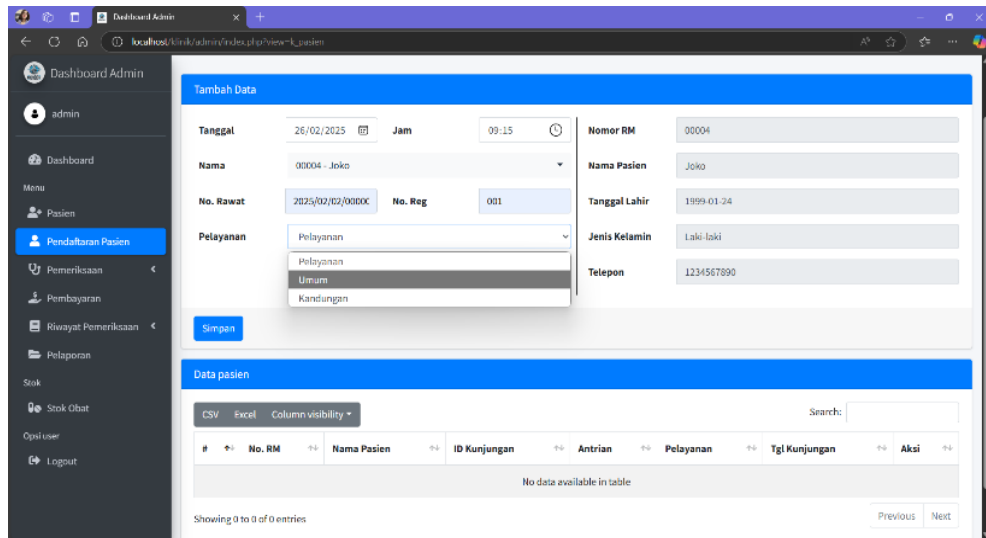 Dashboard Admin
localhost/klinik/admin/index.php?view=k_pasien
Dashboard Admin
admin
Dashboard
Menu
Pasien
Pendaftaran Pasien
Pemeriksaan
Pembayaran
Riwayat Pemeriksaan
Pelaporan
Stok
Stok Obat
Opsi user
Logout
Tambah Data
Tanggal 26/02/2025 Jam 09:15
Nama 00004 - Joko
No. Rawat 2025/02/02/0000 No. Reg 001
Pelayanan Pelayanan
Pelayanan
Umum
Kandungan
Nomor RM 00004
Nama Pasien Joko
Tanggal Lahir 1999-01-24
Jenis Kelamin Laki-laki
Telepon 1234567890
Simpan
Data pasien
CSV Excel Column visibility
Search:
# No. RM Nama Pasien ID Kunjungan Antrian Pelayanan Tgl Kunjungan Aksi
No data available in table
Showing 0 to 0 of 0 entries
Previous Next